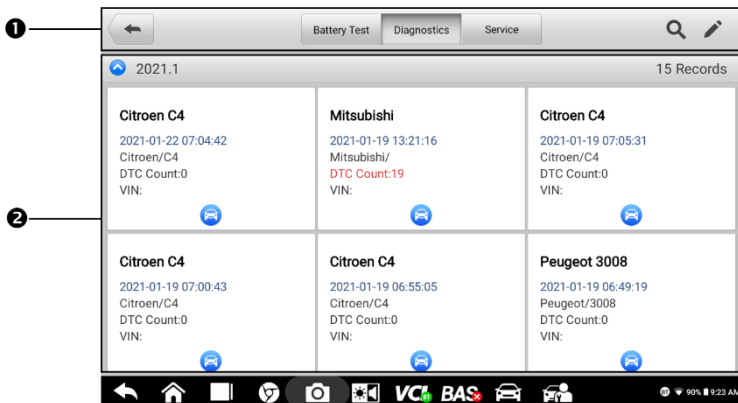 ❶
Battery Test Diagnostics Service
2021.1 15 Records
Citroen C4
2021-01-22 07:04:42
Citroen/C4
DTC Count:0
VIN:
Mitsubishi
2021-01-19 13:21:16
Mitsubishi/
DTC Count:19
VIN:
Citroen C4
2021-01-19 07:05:31
Citroen/C4
DTC Count:0
VIN:
❷
Citroen C4
2021-01-19 07:00:43
Citroen/C4
DTC Count:0
VIN:
Citroen C4
2021-01-19 06:55:05
Citroen/C4
DTC Count:0
VIN:
Peugeot 3008
2021-01-19 06:49:19
Peugeot/3008
DTC Count:0
VIN:
VCI BAS 90% 9:23 AM